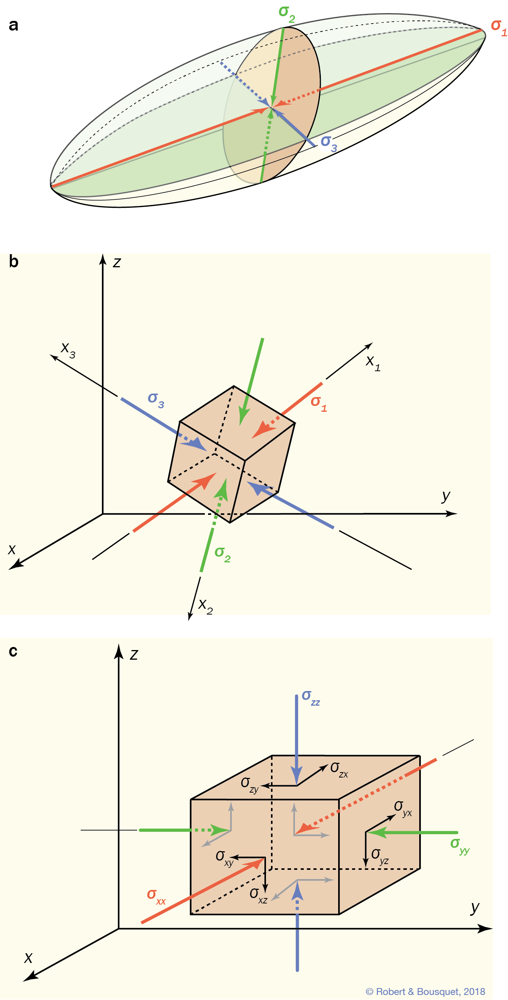 a
σ2
σ1
σ3
b
z
x3
x1
σ3
σ1
y
x
σ2
x2
c
z
σzz
σzx
σzy
σyx
σyy
σxy
σyz
σxz
σxx
y
x
© Robert & Bousquet, 2018